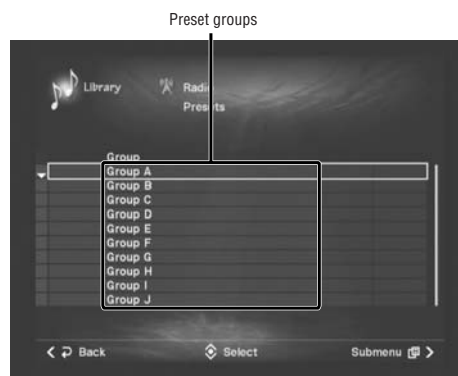 Preset groups
Library Radio
Presets
Group
Group A
Group B
Group C
Group D
Group E
Group F
Group G
Group H
Group I
Group J
Back Select Submenu